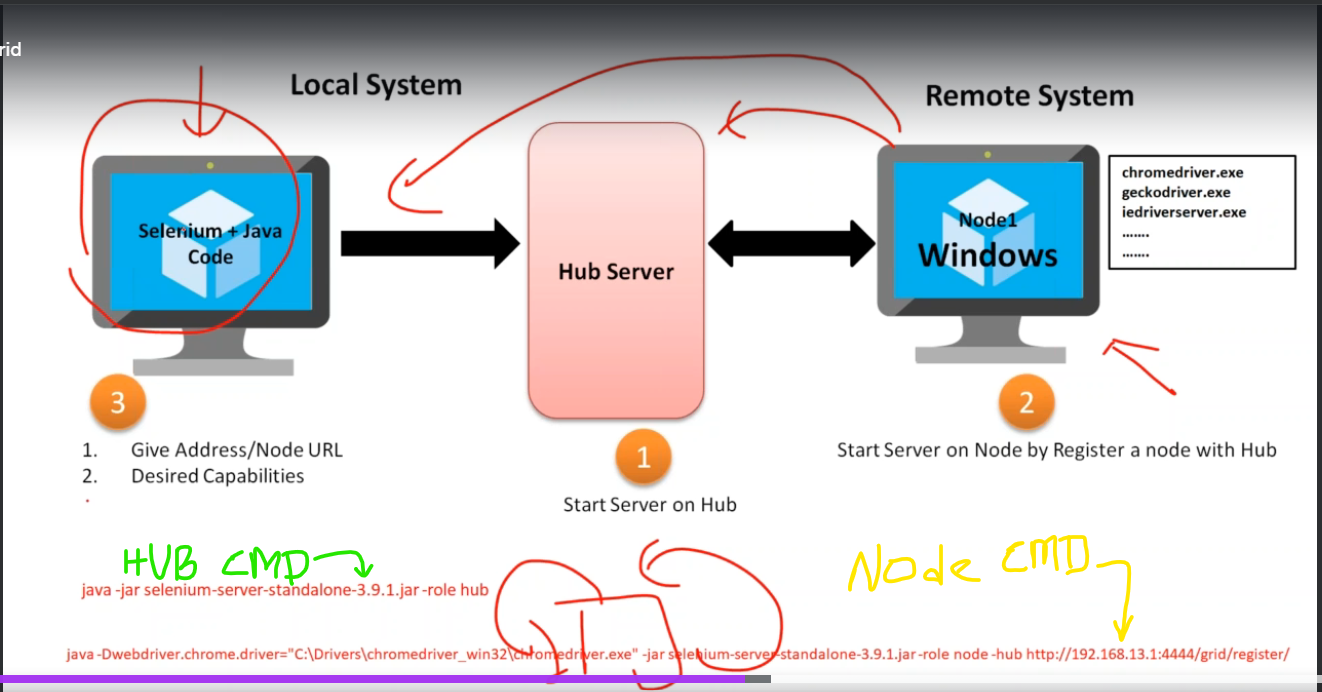 rid
Local System
Remote System
chromedriver.exe
geckodriver.exe
iedriverserver.exe
.......
.......
Selenium + Java
Code
Hub Server
Node1
Windows
3
1. Give Address/Node URL
2. Desired Capabilities
1
Start Server on Hub
2
Start Server on Node by Register a node with Hub
HUB CMD
Node CMD
java -jar selenium-server-standalone-3.9.1.jar -role hub
java -Dwebdriver.chrome.driver="C:\Drivers\chromedriver_win32\chromedriver.exe" -jar selenium-server-standalone-3.9.1.jar -role node -hub http://192.168.13.1:4444/grid/register/